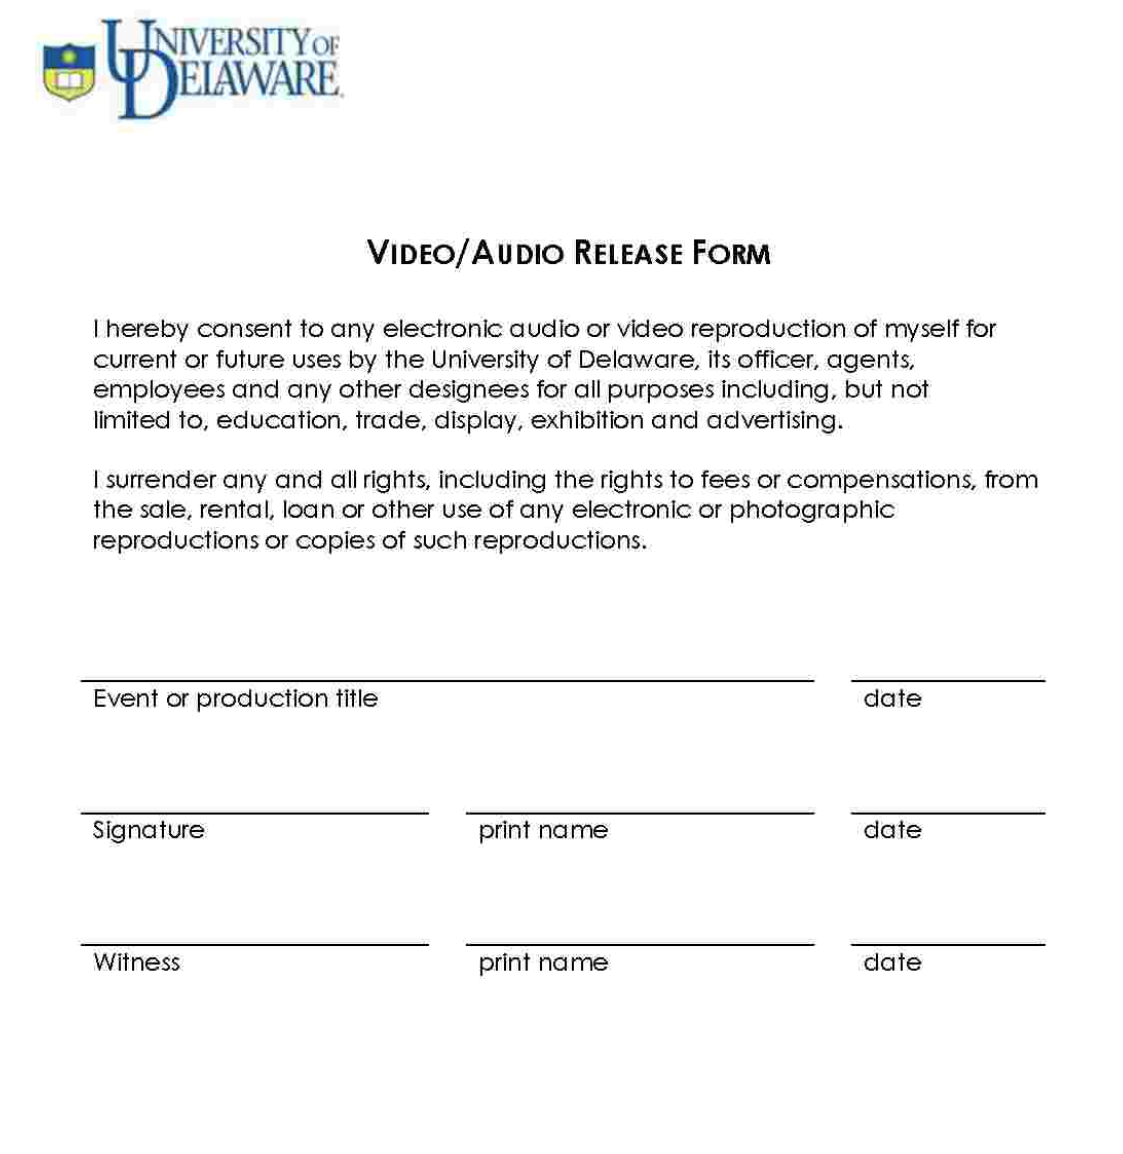 UNIVERSITY OF
DELAWARE.
VIDEO/AUDIO RELEASE FORM
I hereby consent to any electronic audio or video reproduction of myself for
current or future uses by the University of Delaware, its officer, agents,
employees and any other designees for all purposes including, but not
limited to, education, trade, display, exhibition and advertising.
I surrender any and all rights, including the rights to fees or compensations, from
the sale, rental, loan or other use of any electronic or photographic
reproductions or copies of such reproductions.
Event or production title date
Signature print name date
Witness print name date